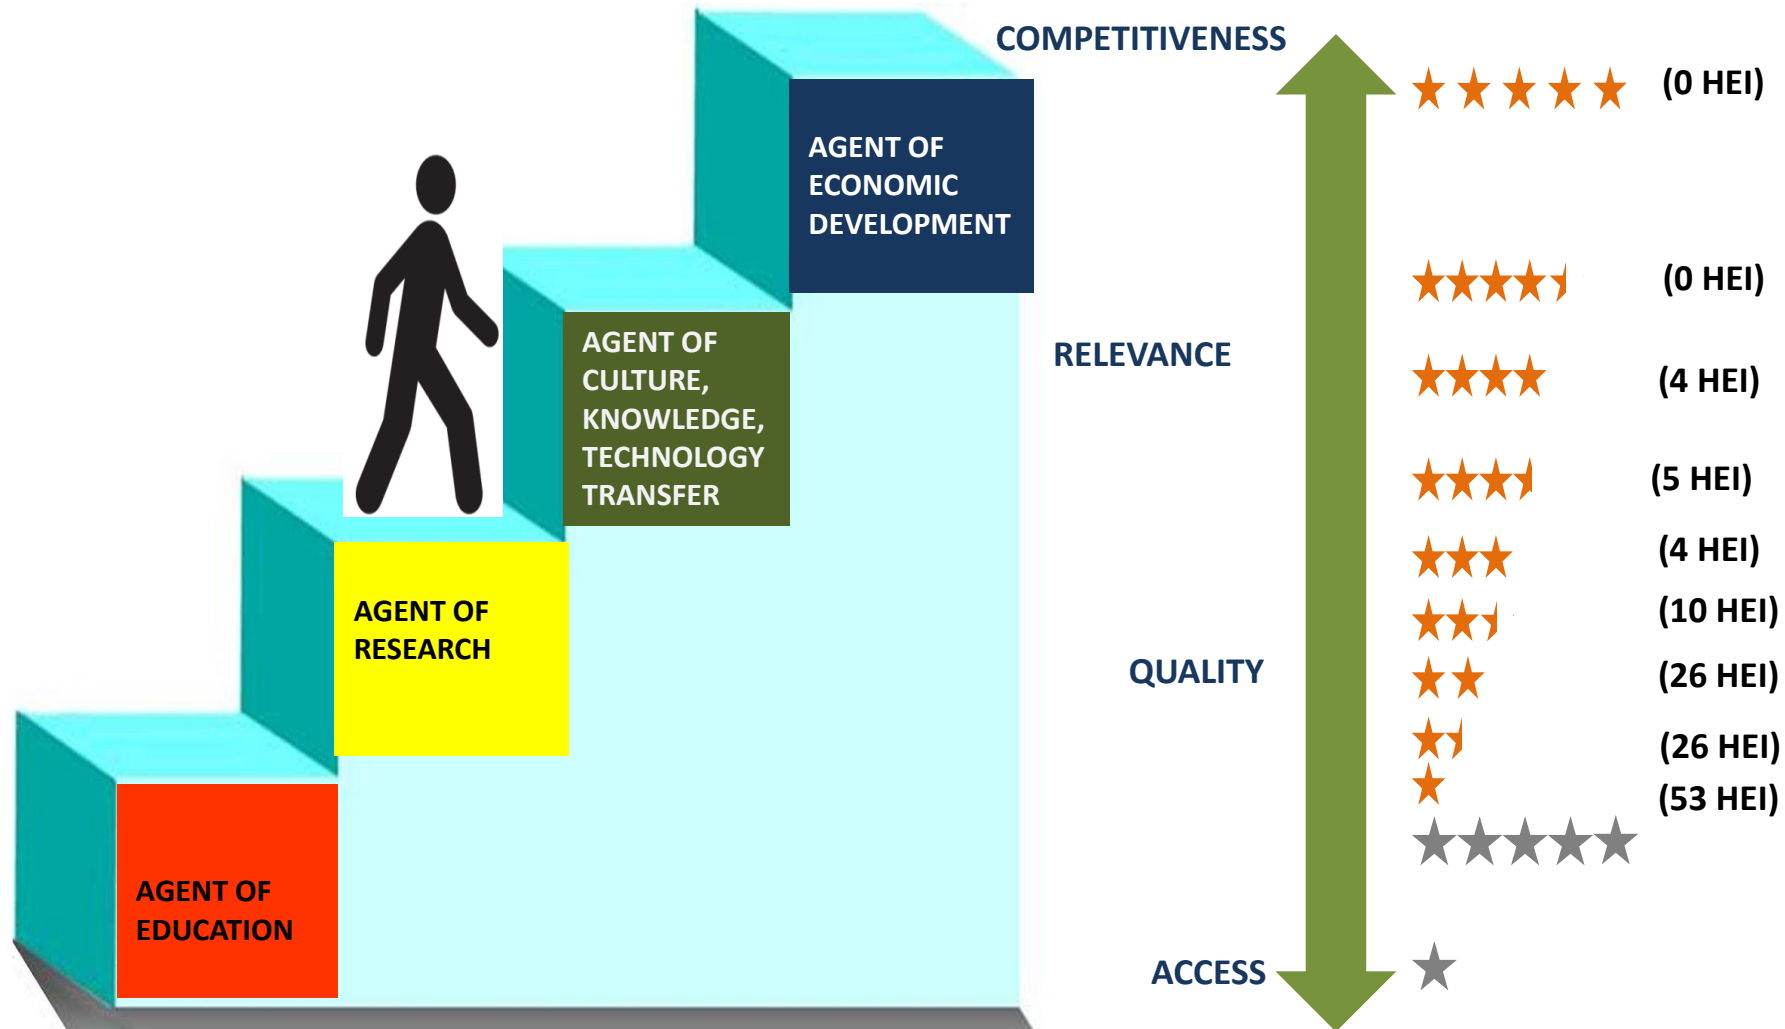 COMPETITIVENESS
(0 HEI)
AGENT OF
ECONOMIC
DEVELOPMENT
(0 HEI)
AGENT OF
CULTURE,
KNOWLEDGE,
TECHNOLOGY
TRANSFER
RELEVANCE
(4 HEI)
(5 HEI)
(4 HEI)
AGENT OF
RESEARCH
(10 HEI)
QUALITY
(26 HEI)
(26 HEI)
(53 HEI)
AGENT OF
EDUCATION
ACCESS